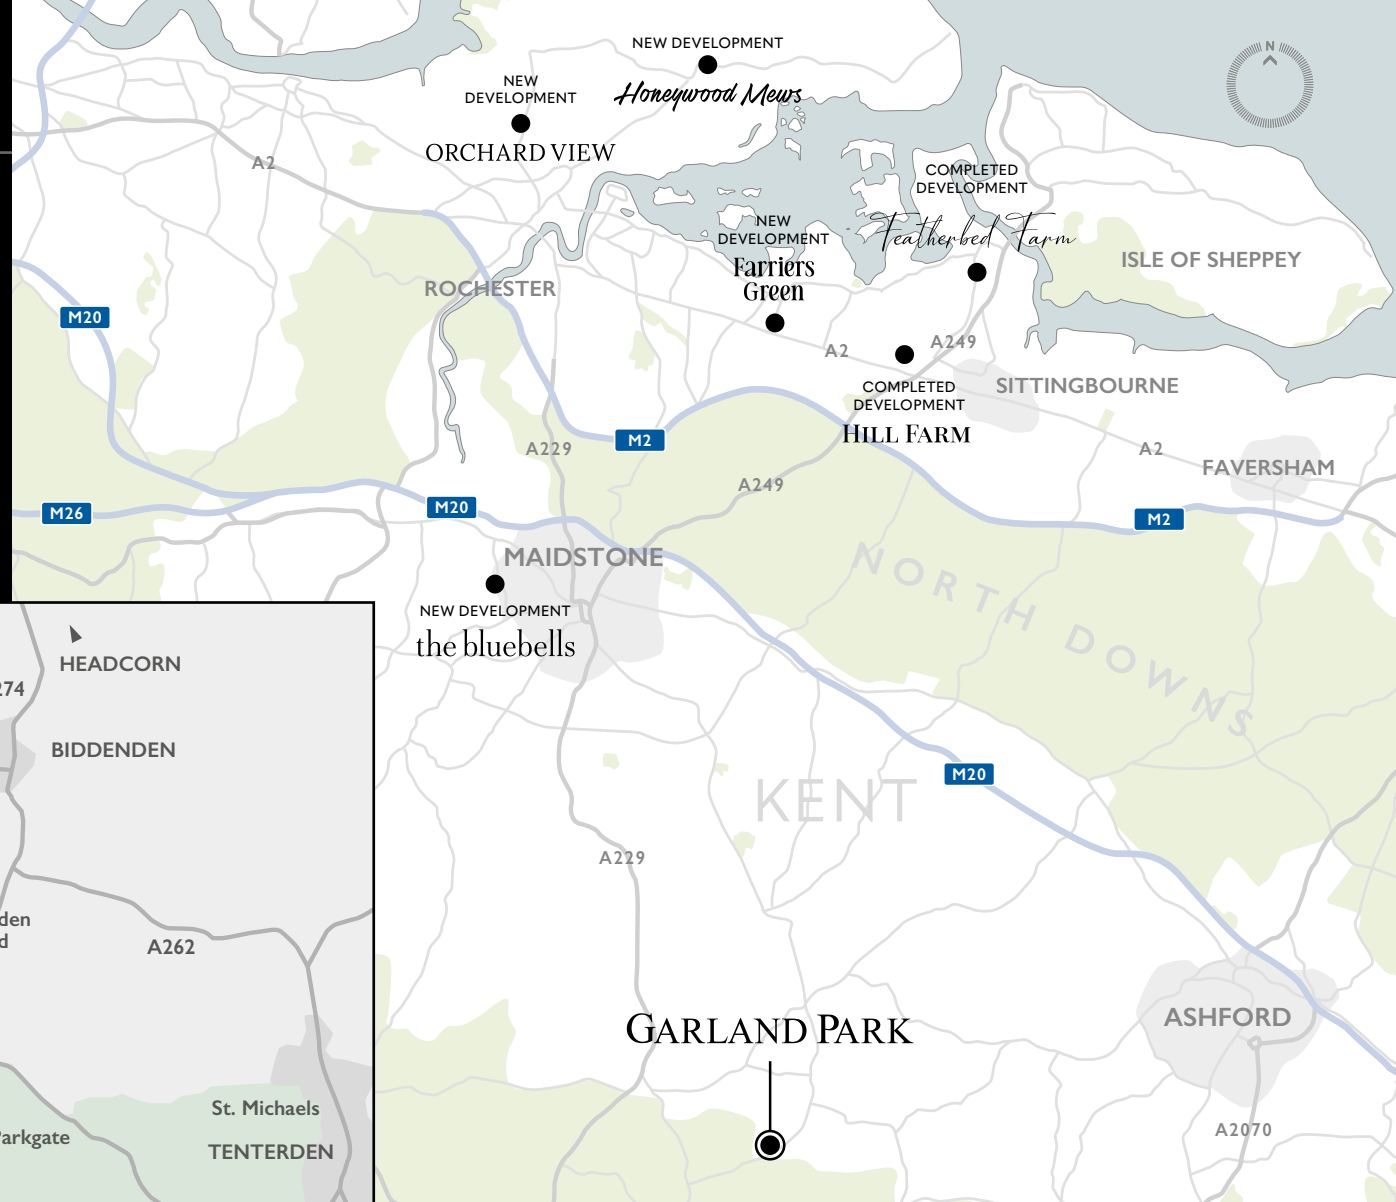 NEW DEVELOPMENT
Honeywood Mews
NEW
DEVELOPMENT
ORCHARD VIEW
N
A2
COMPLETED
DEVELOPMENT
Featherbed Farm
NEW
DEVELOPMENT
Farriers
Green
ISLE OF SHEPPEY
ROCHESTER
M20
A2
A249
COMPLETED
DEVELOPMENT
HILL FARM
SITTINGBOURNE
M2
A229
A2
FAVERSHAM
A249
M20
M26
M2
MAIDSTONE
NEW DEVELOPMENT
the bluebells
NORTH DOWNS
HEADCORN
274
BIDDENDEN
KENT
M20
A229
den
d
A262
GARLAND PARK
ASHFORD
St. Michaels
A2070
Parkgate
TENTERDEN